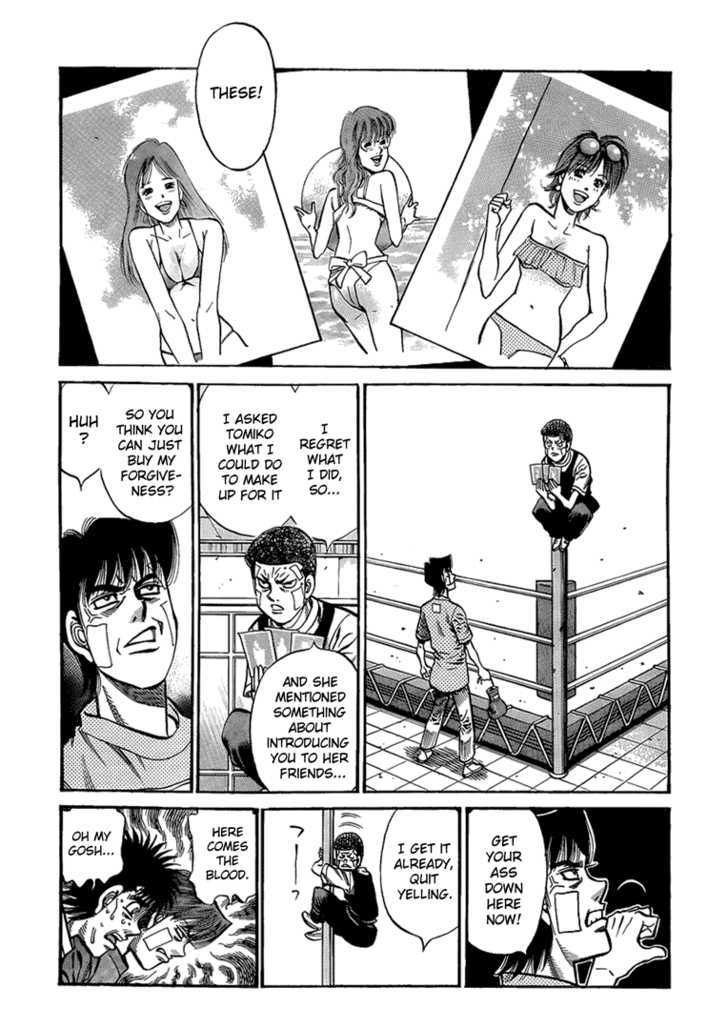 THESE!
I
REGRET
WHAT
I DID,
SO...
I ASKED
TOMIKO
WHAT I
COULD DO
TO MAKE
UP FOR IT
AND SHE
MENTIONED
SOMETHING
ABOUT
INTRODUCING
YOU TO HER
FRIENDS...
SO YOU
THINK YOU
CAN JUST
BUY MY
FORGIVE-
NESS?
HUH
?
GET
YOUR
ASS
DOWN
HERE
NOW!
I GET IT
ALREADY,
QUIT
YELLING.
HERE
COMES
THE
BLOOD.
OH MY
GOSH...